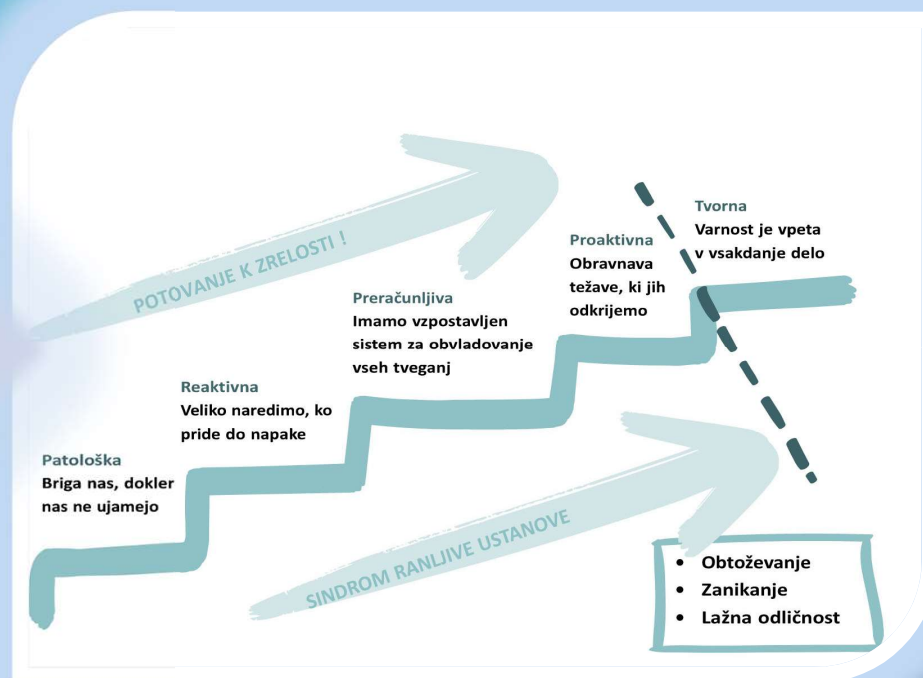 POTOVANJE K ZRELOSTI !
Patološka
Briga nas, dokler
nas ne ujamejo
Reaktivna
Veliko naredimo, ko
pride do napake
Preračunljiva
Imamo vzpostavljen
sistem za obvladovanje
vseh tveganj
Proaktivna
Obravnava
težave, ki jih
odkrijemo
Tvorna
Varnost je vpeta
v vsakdanje delo
SINDROM RANLJIVE USTANOVE
• Obtoževanje
• Zanikanje
• Lažna odličnost